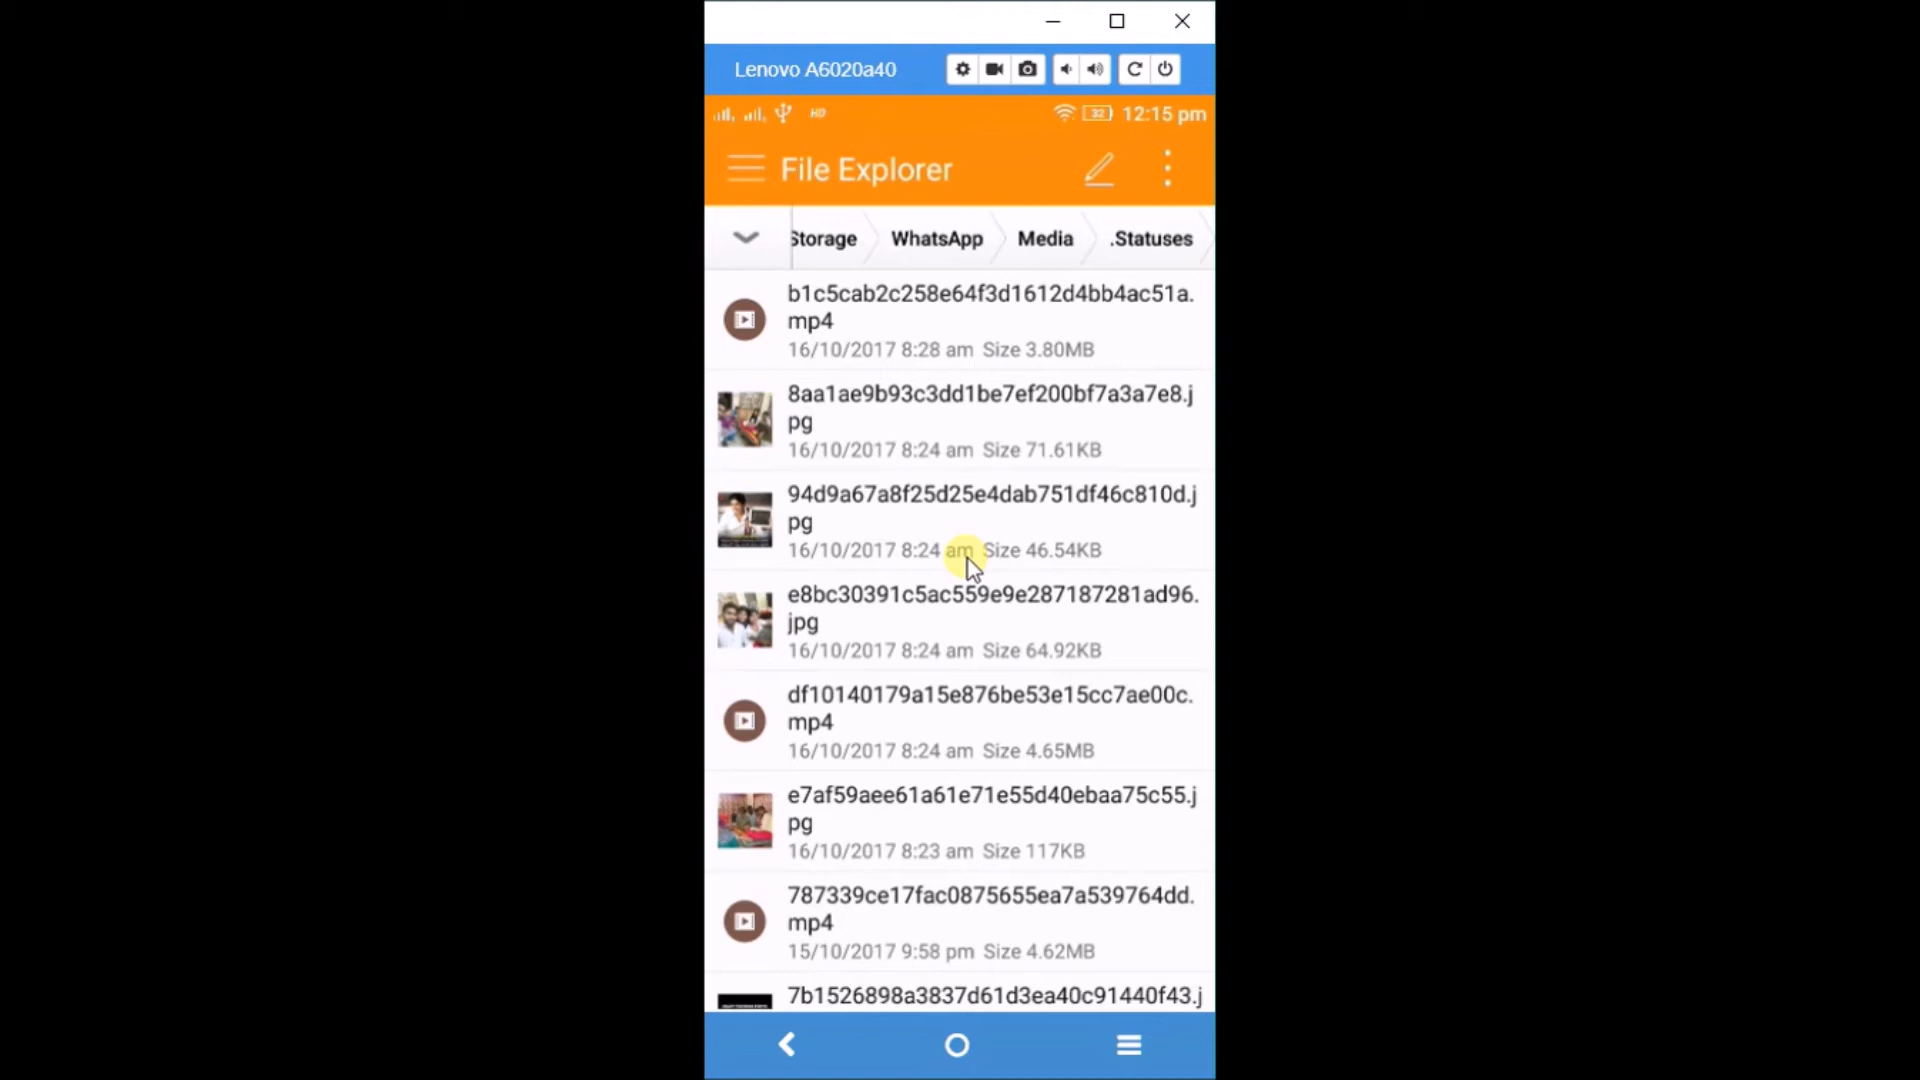 Lenovo A6020a40
HD 32 12:15 pm
File Explorer
Storage WhatsApp Media .Statuses
b1c5cab2c258e64f3d1612d4bb4ac51a.
mp4
16/10/2017 8:28 am Size 3.80MB
8aa1ae9b93c3dd1be7ef200bf7a3a7e8.j
pg
16/10/2017 8:24 am Size 71.61KB
94d9a67a8f25d25e4dab751df46c810d.j
pg
16/10/2017 8:24 am Size 46.54KB
e8bc30391c5ac559e9e287187281ad96.
jpg
16/10/2017 8:24 am Size 64.92KB
df10140179a15e876be53e15cc7ae00c.
mp4
16/10/2017 8:24 am Size 4.65MB
e7af59aee61a61e71e55d40ebaa75c55.j
pg
16/10/2017 8:23 am Size 117KB
787339ce17fac0875655ea7a539764dd.
mp4
15/10/2017 9:58 pm Size 4.62MB
7b1526898a3837d61d3ea40c91440f43.j